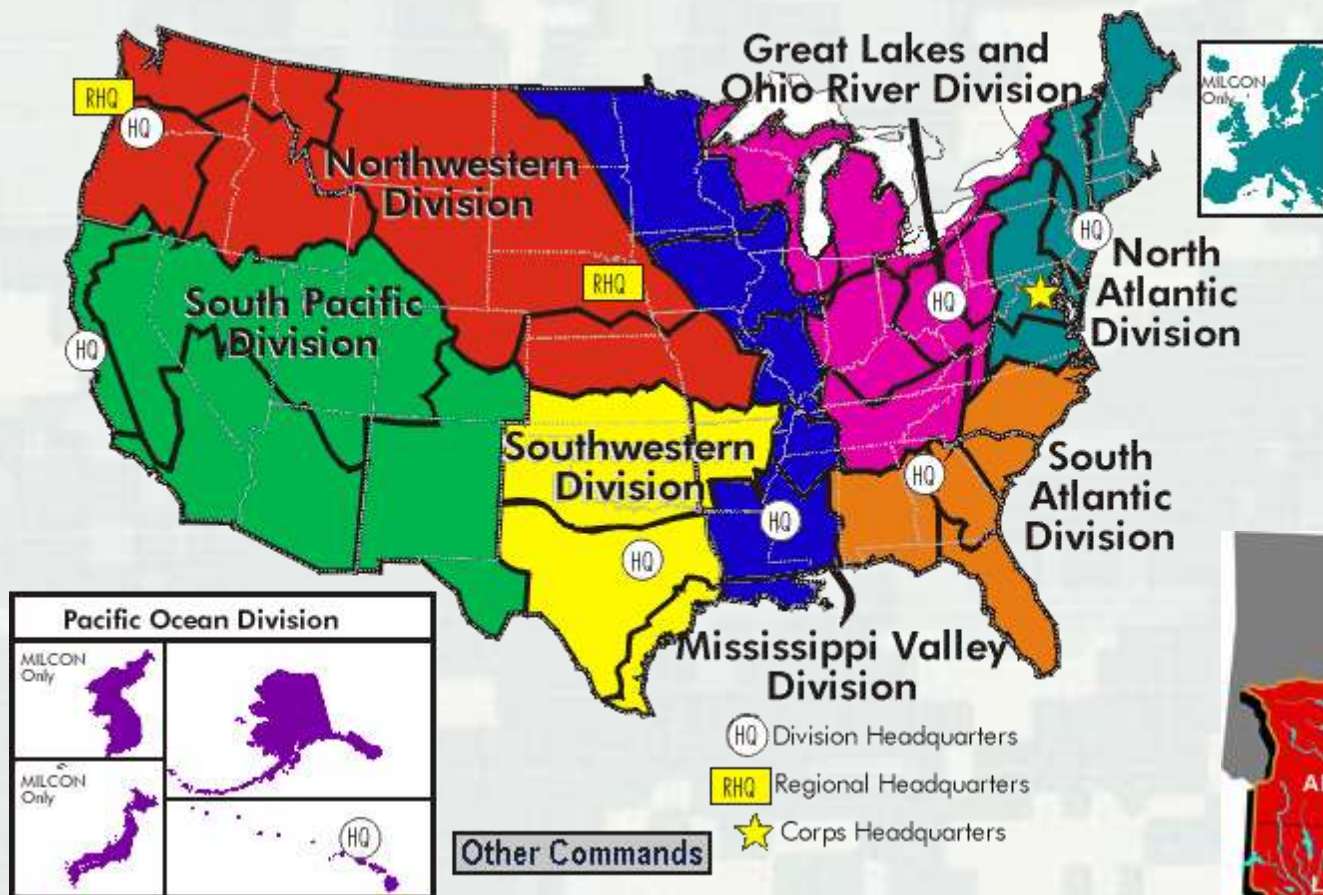 Great Lakes and
Ohio River Division
MILCON
Only
RHQ
HQ
Northwestern
Division
HQ
North
Atlantic
Division
RHQ
South Pacific
Division
HQ
HQ
Southwestern
Division
HQ
South
Atlantic
Division
HQ
HQ
Mississippi Valley
Division
Pacific Ocean Division
MILCON
Only
MILCON
Only
HQ
HQ Division Headquarters
RHQ Regional Headquarters
Corps Headquarters
Other Commands